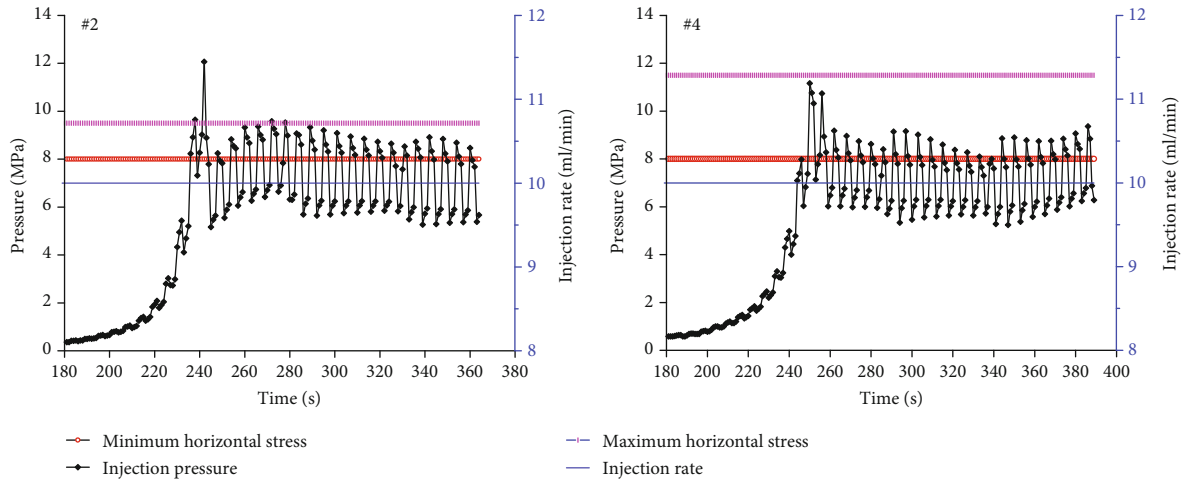 #2
14
12
10
8
6
4
2
0
Pressure (MPa)
12
11
10
9
8
Injection rate (ml/min)
180 200 220 240 260 280 300 320 340 360 380
Time (s)
#4
14
12
10
8
6
4
2
0
Pressure (MPa)
12
11
10
9
8
Injection rate (ml/min)
180 200 220 240 260 280 300 320 340 360 380 400
Time (s)
Minimum horizontal stress
Injection pressure
Maximum horizontal stress
Injection rate